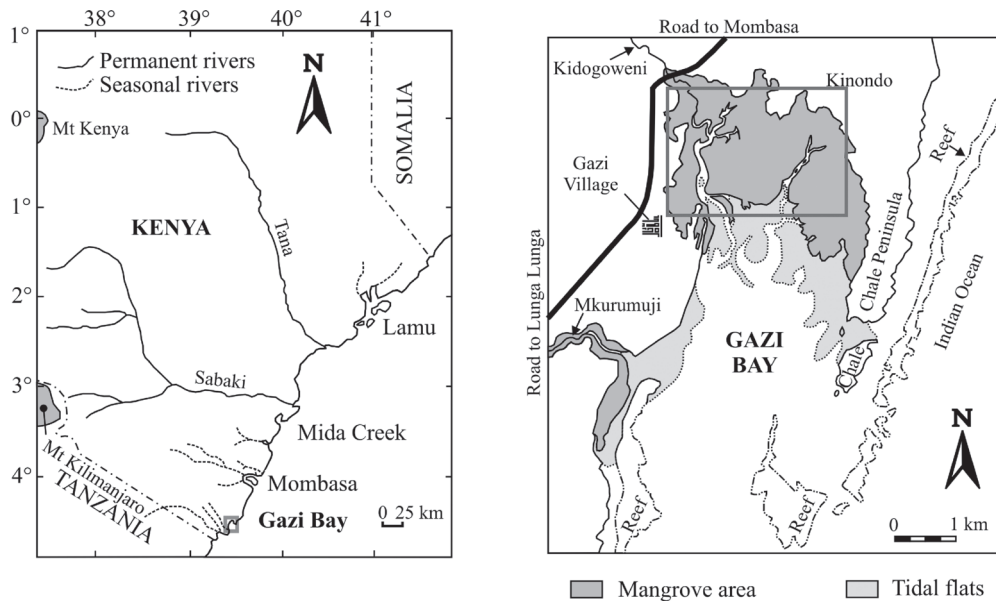 38°
39°
40°
41°
1°
Permanent rivers
Seasonal rivers
N
0°
Mt Kenya
SOMALIA
1°
KENYA
Tana
2°
Lamu
3°
Sabaki
Mida Creek
Mt Kilimanjaro
TANZANIA
4°
Mombasa
Gazi Bay
0 25 km
Road to Mombasa
Kidogoweni
Kinondo
Reef
Gazi
Village
Chale Peninsula
Indian Ocean
Road to Lunga Lunga
Mkurumuji
GAZI
BAY
Chale
N
Reef
Reef
0 1 km
Mangrove area
Tidal flats